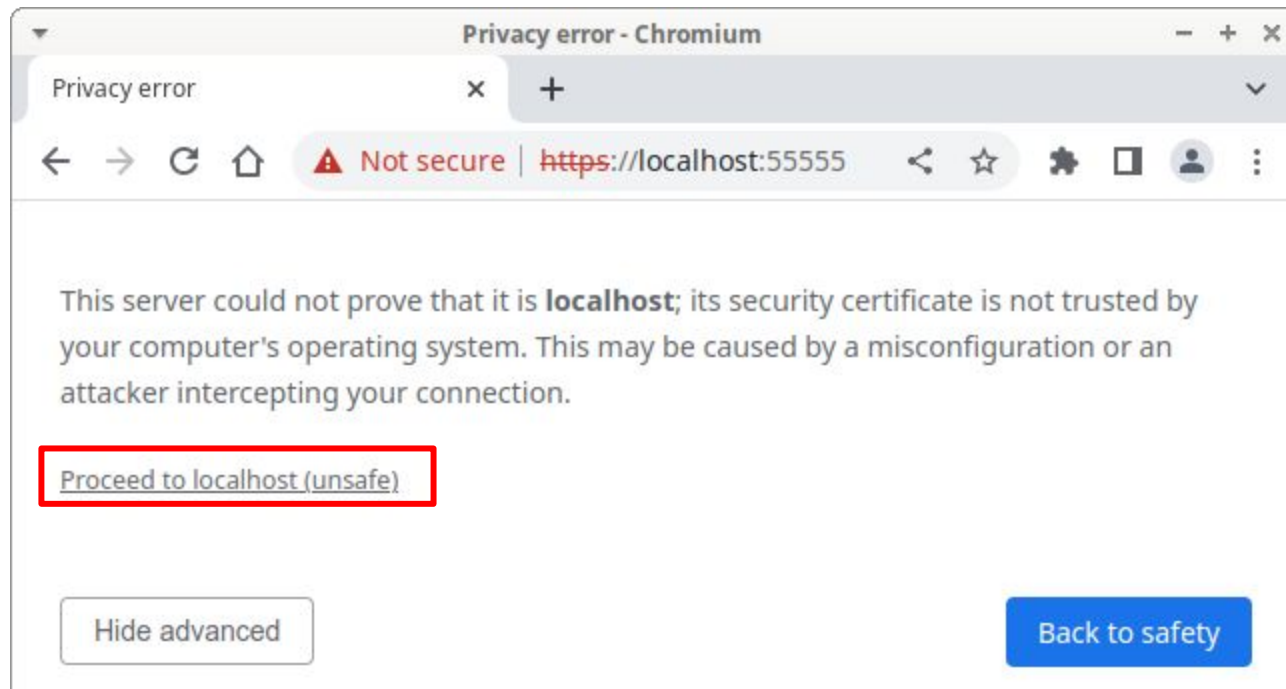 Privacy error - Chromium
Privacy error
Not secure | https://localhost:55555
This server could not prove that it is localhost; its security certificate is not trusted by
your computer's operating system. This may be caused by a misconfiguration or an
attacker intercepting your connection.
Proceed to localhost (unsafe)
Hide advanced
Back to safety